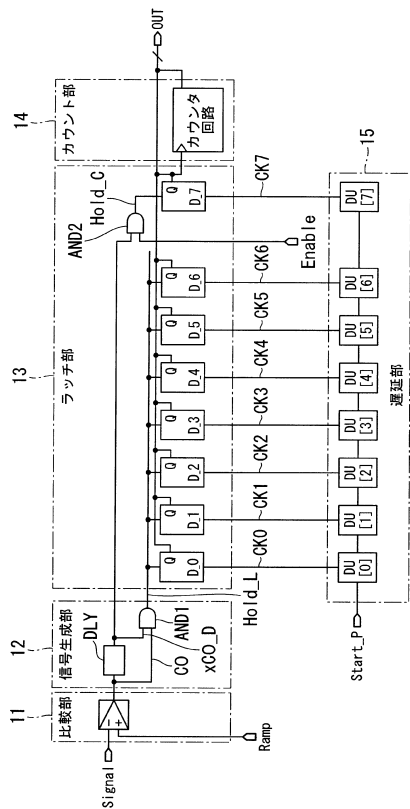 11
比較部
Signal
Ramp
12
信号生成部
DLY
AND1
CO
xCO_D
Hold_L
13
ラッチ部
AND2
Hold_C
Enable
Q
D_0
Q
D_1
Q
D_2
Q
D_3
Q
D_4
Q
D_5
Q
D_6
Q
D_7
14
カウント部
カウンタ
回路
OUT
CK0
CK1
CK2
CK3
CK4
CK5
CK6
CK7
15
遅延部
Start_P
DU
[0]
DU
[1]
DU
[2]
DU
[3]
DU
[4]
DU
[5]
DU
[6]
DU
[7]